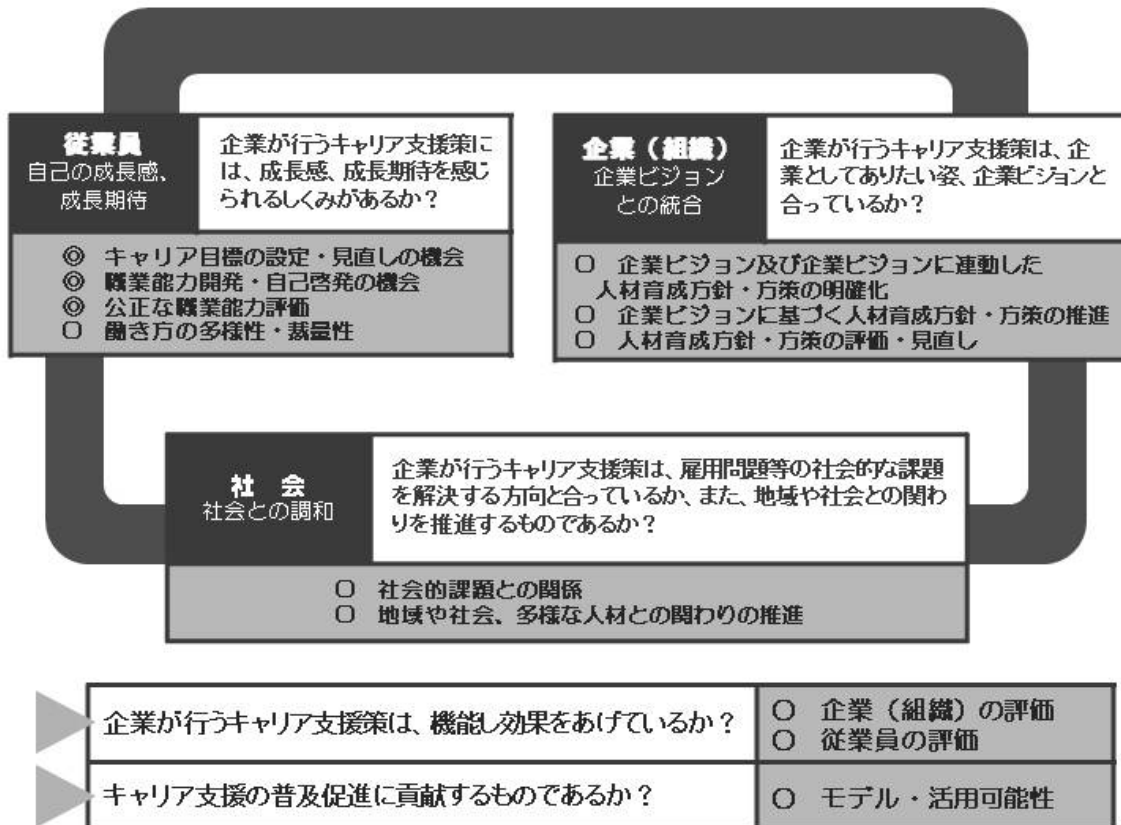 従業員
自己の成長感、
成長期待
企業が行うキャリア支援策に
は、成長感、成長期待を感じ
られるしくみがあるか？
◎ キャリア目標の設定・見直しの機会
◎ 職業能力開発・自己啓発の機会
◎ 公正な職業能力評価
○ 働き方の多様性・裁量性
企業（組織）
企業ビジョン
との統合
企業が行うキャリア支援策は、企
業としてありたい姿、企業ビジョンと
合っているか？
○ 企業ビジョン及び企業ビジョンに連動した
人材育成方針・方策の明確化
○ 企業ビジョンに基づく人材育成方針・方策の推進
○ 人材育成方針・方策の評価・見直し
社 会
社会との調和
企業が行うキャリア支援策は、雇用問題等の社会的な課題
を解決する方向と合っているか、また、地域や社会との関わ
りを推進するものであるか？
○ 社会的課題との関係
○ 地域や社会、多様な人材との関わりの推進
企業が行うキャリア支援策は、機能し効果をあげているか？
○ 企業（組織）の評価
○ 従業員の評価
キャリア支援の普及促進に貢献するものであるか？
○ モデル・活用可能性